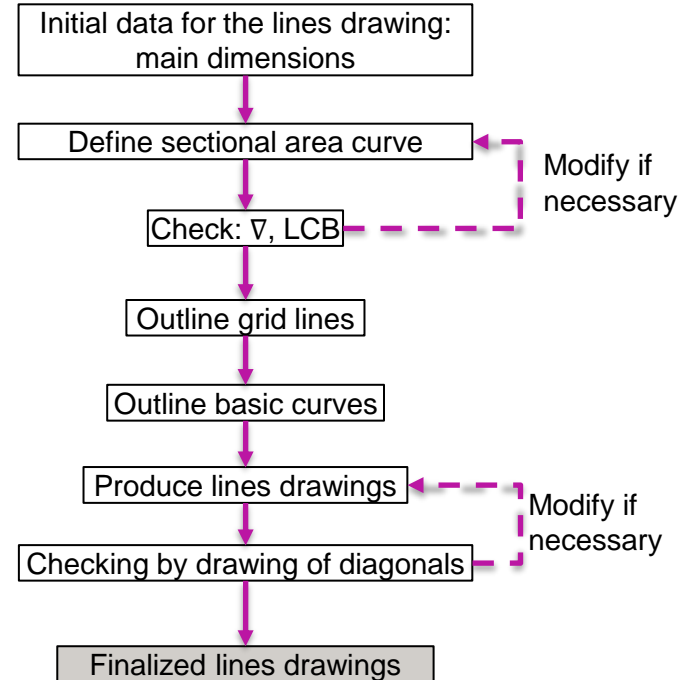 Initial data for the lines drawing:
main dimensions
Define sectional area curve
Modify if
necessary
Check: ∇, LCB
Outline grid lines
Outline basic curves
Produce lines drawings
Modify if
necessary
Checking by drawing of diagonals
Finalized lines drawings